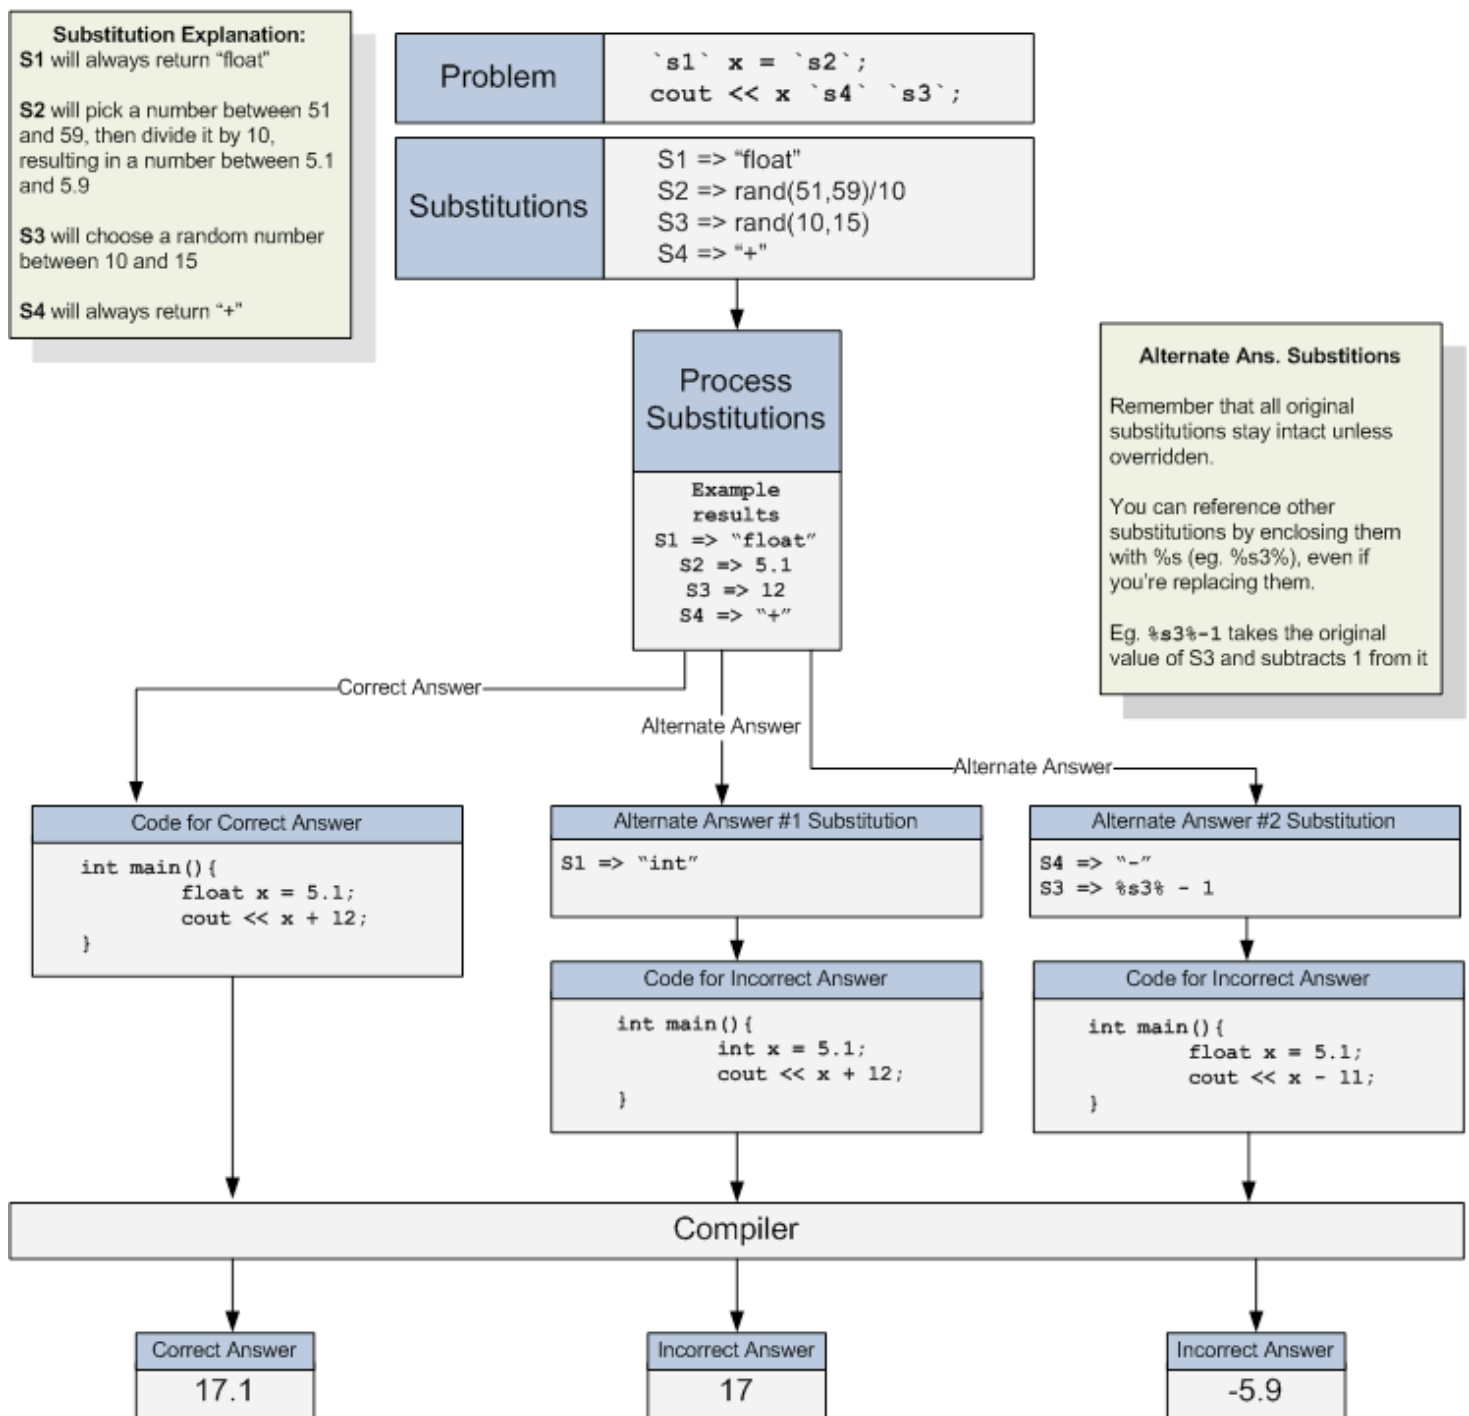 Substitution Explanation:
S1 will always return “float”
S2 will pick a number between 51
and 59, then divide it by 10,
resulting in a number between 5.1
and 5.9
S3 will choose a random number
between 10 and 15
S4 will always return “+”
Problem
`s1` x = `s2`;
cout << x `s4` `s3`;
Substitutions
S1 => “float”
S2 => rand(51,59)/10
S3 => rand(10,15)
S4 => “+”
Process
Substitutions
Example
results
S1 => “float”
S2 => 5.1
S3 => 12
S4 => “+”
Alternate Ans. Substitions
Remember that all original
substitutions stay intact unless
overridden.
You can reference other
substitutions by enclosing them
with %s (eg. %s3%), even if
you’re replacing them.
Eg. %s3%-1 takes the original
value of S3 and subtracts 1 from it
Correct Answer
Alternate Answer
Alternate Answer
Code for Correct Answer
int main(){
float x = 5.1;
cout << x + 12;
}
Alternate Answer #1 Substitution
S1 => “int”
Alternate Answer #2 Substitution
S4 => “-”
S3 => %s3% - 1
Code for Incorrect Answer
int main(){
int x = 5.1;
cout << x + 12;
}
Code for Incorrect Answer
int main(){
float x = 5.1;
cout << x - 11;
}
Compiler
Correct Answer
17.1
Incorrect Answer
17
Incorrect Answer
-5.9